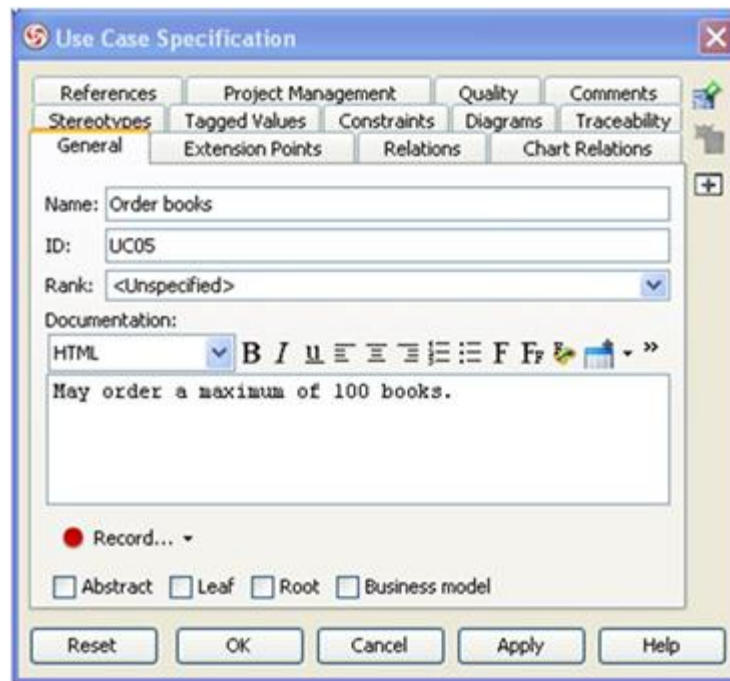 Use Case Specification
References Project Management Quality Comments
Stereotypes Tagged Values Constraints Diagrams Traceability
General Extension Points Relations Chart Relations
Name: Order books
ID: UC05
Rank: <Unspecified>
Documentation:
HTML B I u F FF »
May order a maximum of 100 books.
Record...
Abstract Leaf Root Business model
Reset OK Cancel Apply Help